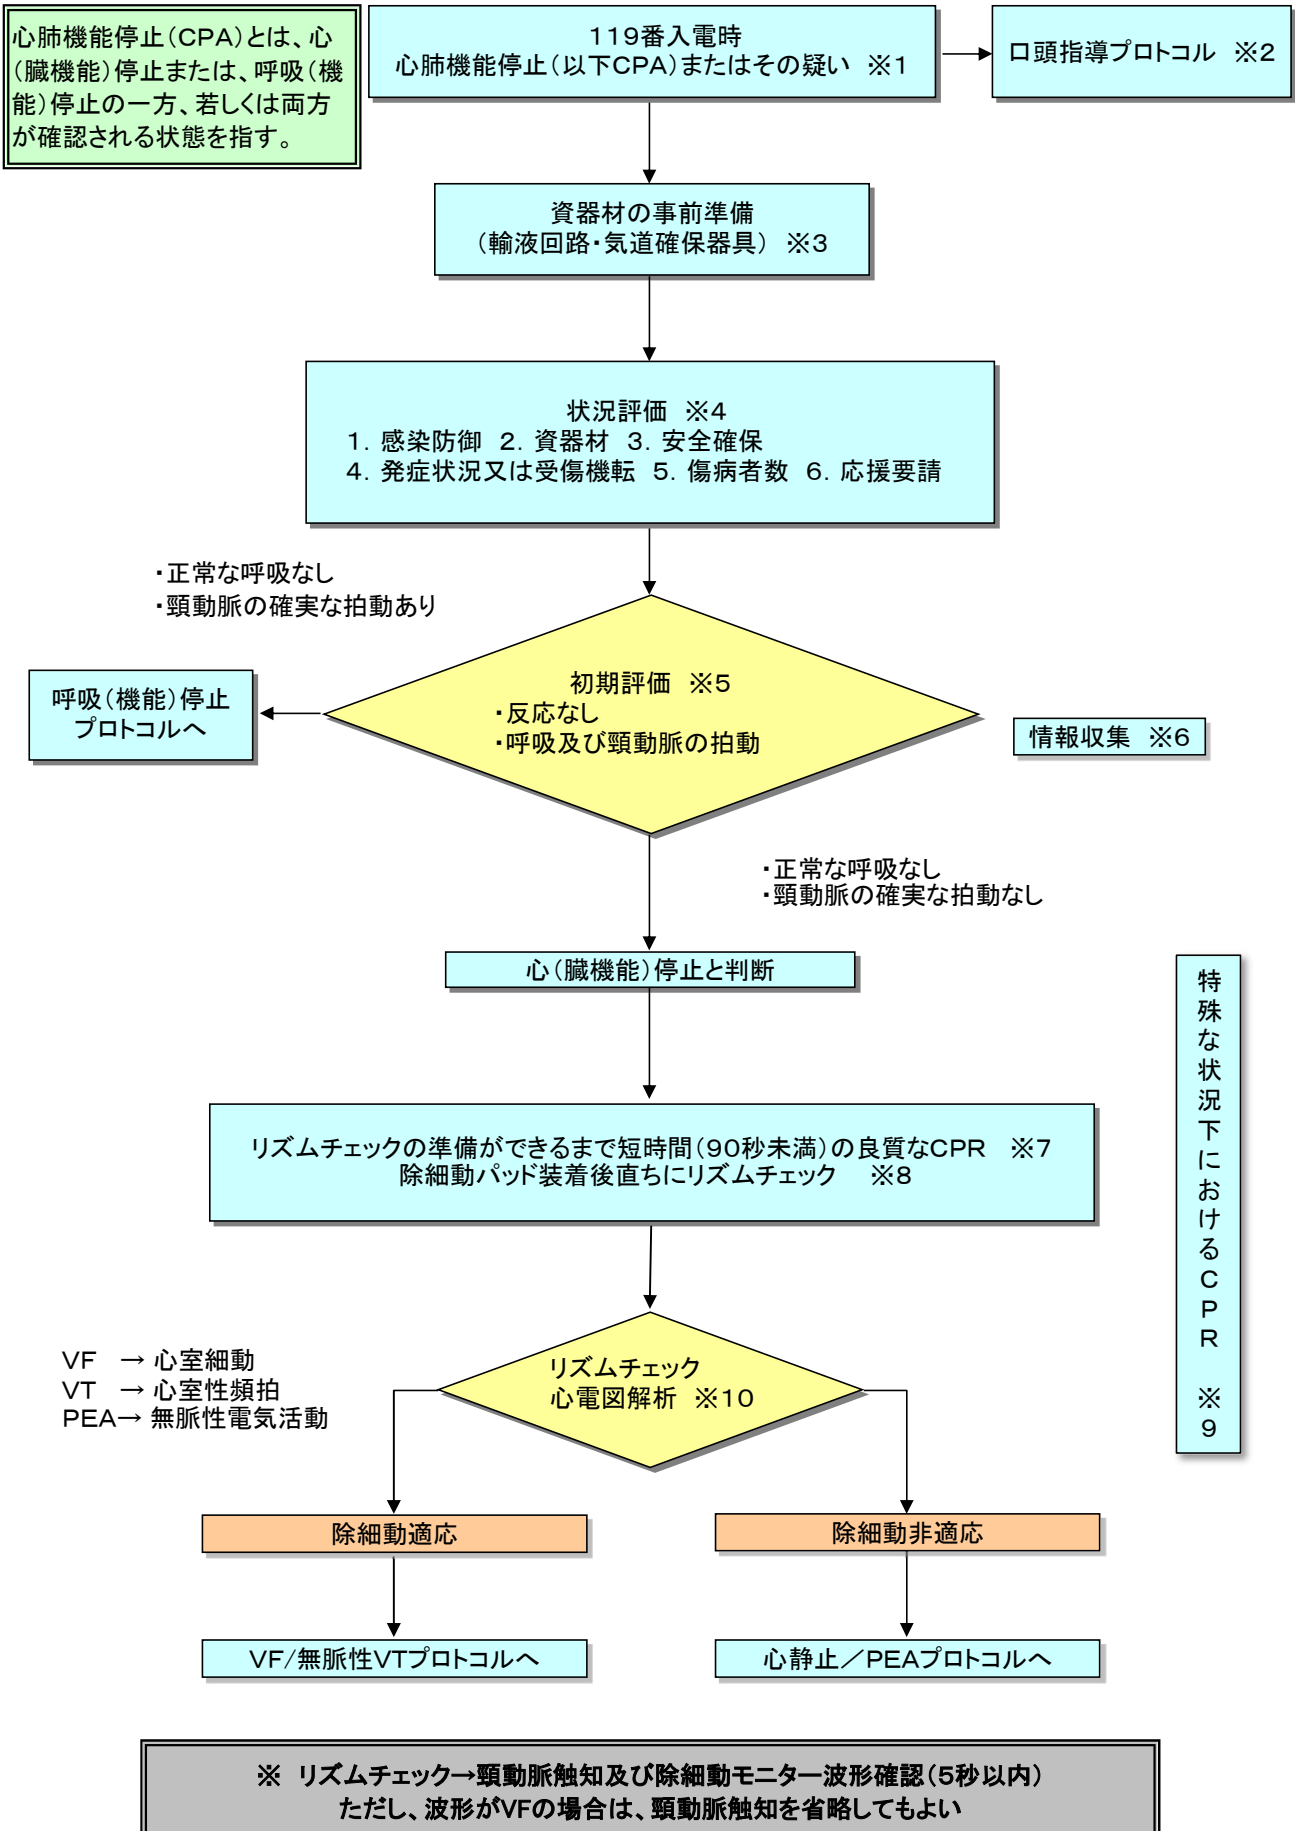 心肺機能停止(CPA)とは、心
(臓機能)停止または、呼吸(機
能)停止の一方、若しくは両方
が確認される状態を指す。
119番入電時
心肺機能停止(以下CPA)またはその疑い ※1
口頭指導プロトコル ※2
資器材の事前準備
(輸液回路・気道確保器具) ※3
状況評価 ※4
1. 感染防御 2. 資器材 3. 安全確保
4. 発症状況又は受傷機転 5. 傷病者数 6. 応援要請
・正常な呼吸なし
・頸動脈の確実な拍動あり
初期評価 ※5
・反応なし
・呼吸及び頸動脈の拍動
呼吸(機能)停止
プロトコルへ
情報収集 ※6
・正常な呼吸なし
・頸動脈の確実な拍動なし
心(臓機能)停止と判断
特殊な状況下におけるCPR ※9
リズムチェックの準備ができるまで短時間(90秒未満)の良質なCPR ※7
除細動パッド装着後直ちにリズムチェック ※8
VF → 心室細動
VT → 心室性頻拍
PEA→ 無脈性電気活動
リズムチェック
心電図解析 ※10
除細動適応
除細動非適応
VF/無脈性VTプロトコルへ
心静止/PEAプロトコルへ
※ リズムチェック→頸動脈触知及び除細動モニター波形確認(5秒以内)
ただし、波形がVFの場合は、頸動脈触知を省略してもよい